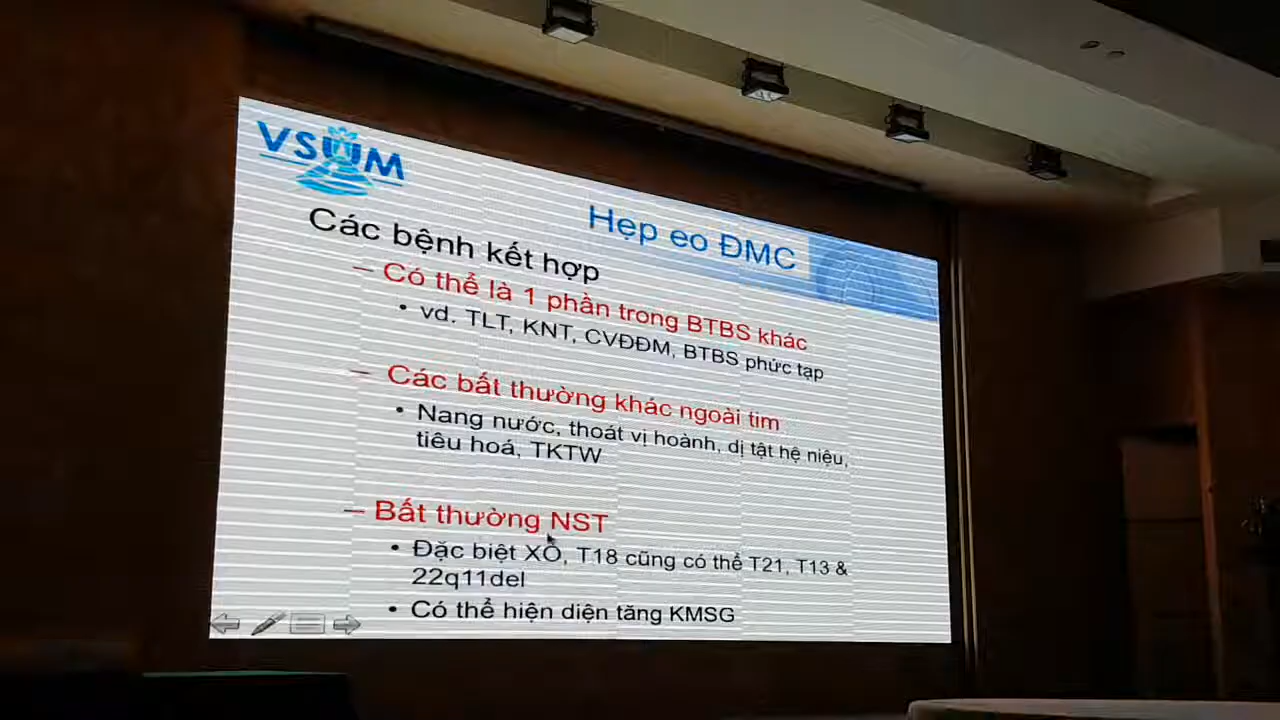 VSUM
Hẹp eo ĐMC
Các bệnh kết hợp
– Có thể là 1 phần trong BTBS khác
• vd. TLT, KNT, CVĐĐM, BTBS phức tạp
– Các bất thường khác ngoài tim
• Nang nước, thoát vị hoành, dị tật hệ niệu,
tiêu hoá, TKTW
– Bất thường NST
• Đặc biệt XO, T18 cũng có thể T21, T13 &
22q11del
• Có thể hiện diện tăng KMSG